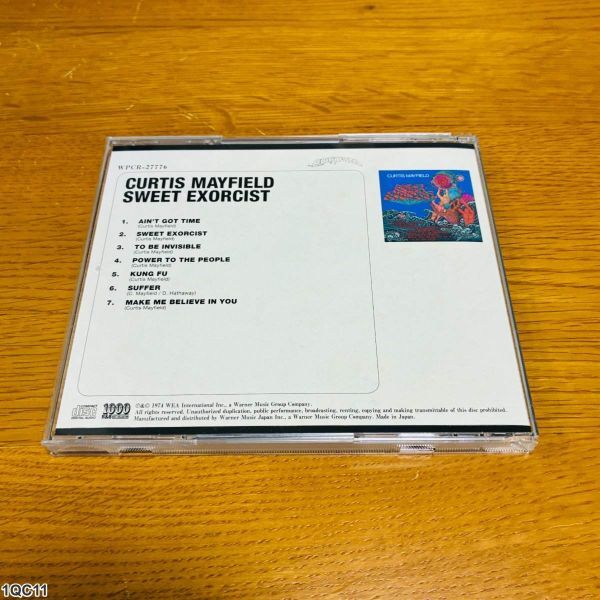 WPCR-27776
CURTIS MAYFIELD
SWEET EXORCIST
CURTIS MAYFIELD
1. AIN'T GOT TIME
(Curtis Mayfield)
2. SWEET EXORCIST
(Curtis Mayfield)
3. TO BE INVISIBLE
(Curtis Mayfield)
4. POWER TO THE PEOPLE
(Curtis Mayfield)
5. KUNG FU
(Curtis Mayfield)
6. SUFFER
(C. Mayfield / D. Hathaway)
7. MAKE ME BELIEVE IN YOU
(Curtis Mayfield)
COMPACT
disc
DIGITAL AUDIO
1000
℗&© 1974 WEA International Inc., a Warner Music Group Company.
All rights reserved. Unauthorized duplication, public performance, broadcasting, renting, copying and making transmittable of this disc prohibited.
Manufactured and distributed by Warner Music Japan Inc., a Warner Music Group Company. Made in Japan.
1QC11